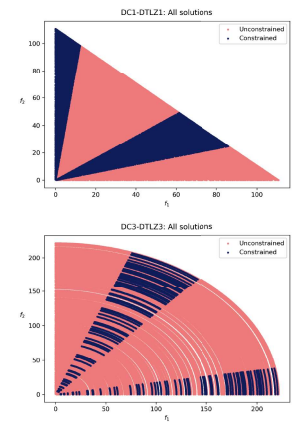 DC1-DTLZ1: All solutions
Unconstrained
Constrained
100
80
60
f₂
40
20
0
0 20 40 60 80 100
f₁
DC3-DTLZ3: All solutions
Unconstrained
Constrained
200
150
f₂
100
50
0
0 50 100 150 200
f₁